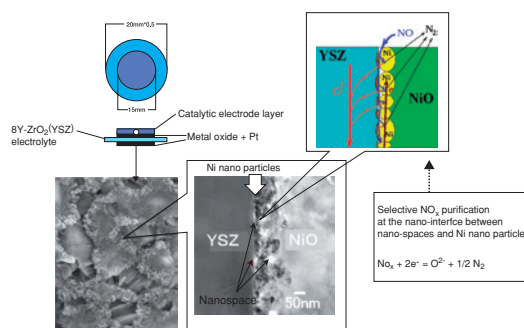 20mm*0.5
15mm
Catalytic electrode layer
8Y-ZrO2(YSZ)
electrolyte
Metal oxide + Pt
Ni nano particles
YSZ
NiO
Nanospace
50nm
YSZ
NO
N2
Ni
Ni
Ni
O2-
NiO
Selective NOx purification
at the nano-interfce between
nano-spaces and Ni nano particle
Nox + 2e- = O2- + 1/2 N2